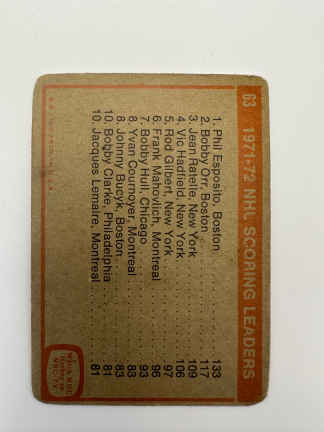 63 1971-72 NHL SCORING LEADERS
1. Phil Esposito, Boston . . . . . . 133
2. Bobby Orr, Boston . . . . . . . . 117
3. Jean Ratelle, New York . . . . . 109
4. Vic Hadfield, New York . . . . . 106
5. Rod Gilbert, New York . . . . . . 97
6. Frank Mahovlich, Montreal . . . 96
7. Bobby Hull, Chicago . . . . . . . 93
8. Yvan Cournoyer, Montreal . . . 83
8. Johnny Bucyk, Boston . . . . . . 83
10. Bobby Clarke, Philadelphia . . . 81
10. Jacques Lemaire, Montreal . . . 81